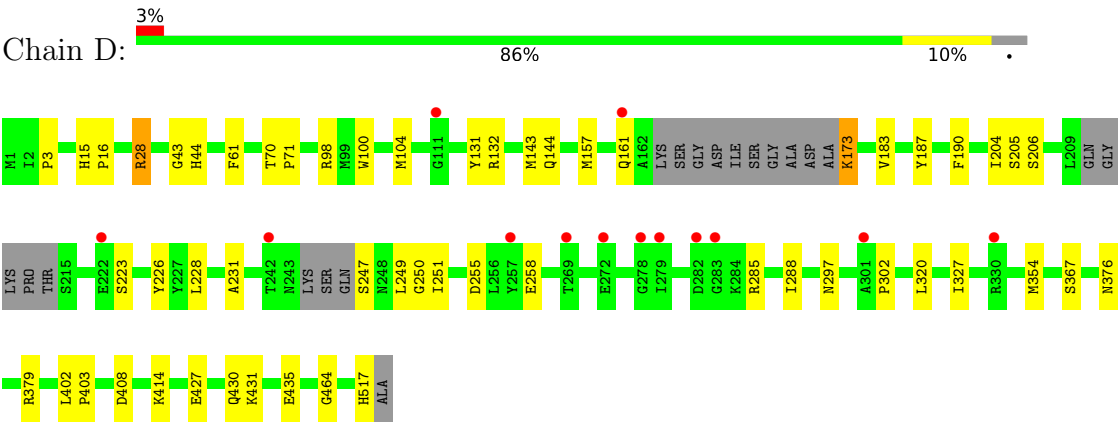 3%
Chain D:
86% 10% •
M1 I2 P3 H15 P16 R28 G43 H44 F61 T70 P71 R98 M99 W100 M104 G111 Y131 R132 M143 Q144 M157 Q161 A162 LYS SER GLY ASP ILE SER GLY ALA ASP ALA K173 V183 Y187 F190 I204 S205 S206 L209 GLN GLY
LYS PRO THR S215 E222 S223 Y226 Y227 L228 A231 T242 N243 LYS SER GLN S247 N248 L249 G250 I251 D255 L256 Y257 E258 T269 E272 G278 I279 D282 G283 K284 R285 I288 N297 A301 P302 L320 I327 R330 M354 S367 N376
R379 L402 P403 D408 K414 E427 Q430 K431 E435 G464 H517 ALA